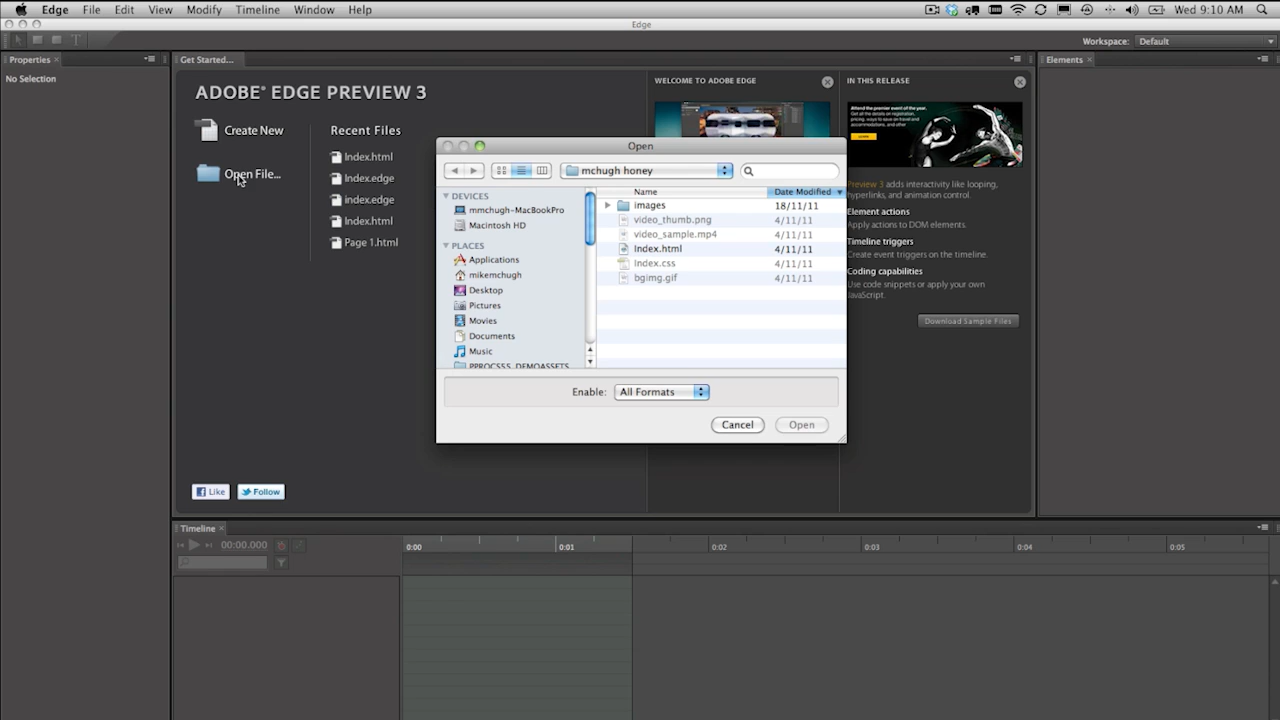 Edge File Edit View Modify Timeline Window Help Wed 9:10 AM
Edge
T Workspace: Default
Properties
No Selection
Get Started...
ADOBE® EDGE PREVIEW 3
Create New
Open File...
Recent Files
Index.html
Index.edge
Index.edge
Index.html
Page 1.html
Like
Follow
WELCOME TO ADOBE EDGE
IN THIS RELEASE
Preview 3 adds interactivity like looping,
hyperlinks, and animation control.
Element actions
Apply actions to DOM elements.
Timeline triggers
Create event triggers on the timeline.
Coding capabilities
Use code snippets or apply your own
JavaScript.
Download Sample Files
Elements
Open
mchugh honey
DEVICES
mmchugh-MacBookPro
Macintosh HD
PLACES
Applications
mikemchugh
Desktop
Pictures
Movies
Documents
Music
PPROCSS5_DEMOASSETS
Name Date Modified
images 18/11/11
video_thumb.png 4/11/11
video_sample.mp4 4/11/11
Index.html 4/11/11
Index.css 4/11/11
bgimg.gif 4/11/11
Enable: All Formats
Cancel Open
Timeline
00:00.000
0:00 0:01 0:02 0:03 0:04 0:05